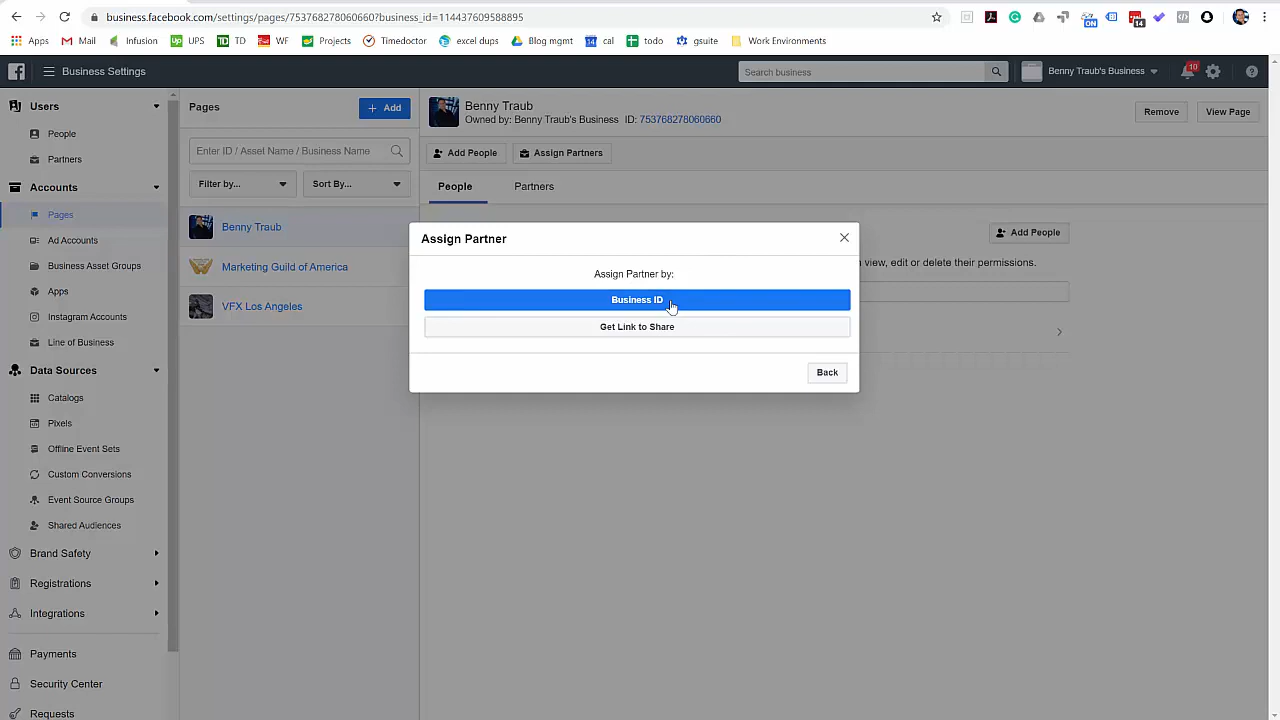 business.facebook.com/settings/pages/753768278060660?business_id=114437609588895
Apps Mail Infusion UPS TD WF Projects Timedoctor excel dups Blog mgmt cal todo gsuite Work Environments
Business Settings
Search business
Benny Traub's Business
10
Users
People
Partners
Accounts
Pages
Ad Accounts
Business Asset Groups
Apps
Instagram Accounts
Line of Business
Data Sources
Catalogs
Pixels
Offline Event Sets
Custom Conversions
Event Source Groups
Shared Audiences
Brand Safety
Registrations
Integrations
Payments
Security Center
Requests
Pages
+ Add
Enter ID / Asset Name / Business Name
Filter by...
Sort By...
Benny Traub
Marketing Guild of America
VFX Los Angeles
Benny Traub
Owned by: Benny Traub's Business ID: 753768278060660
Remove
View Page
Add People
Assign Partners
People
Partners
Add People
view, edit or delete their permissions.
Assign Partner
Assign Partner by:
Business ID
Get Link to Share
Back